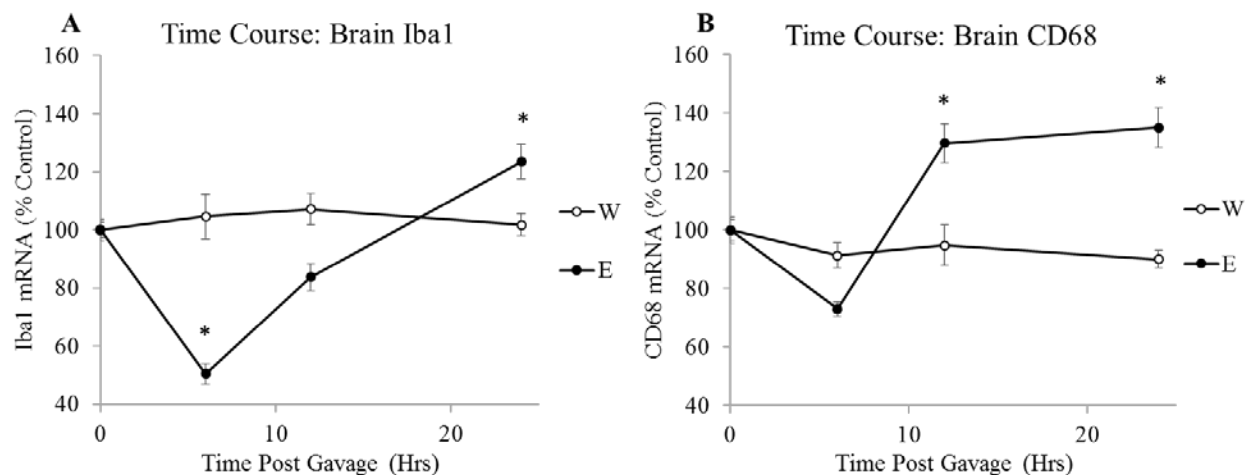 A
Time Course: Brain Iba1
160
140
120
100
80
60
40
Iba1 mRNA (% Control)
*
*
0
10
20
Time Post Gavage (Hrs)
W
E
B
Time Course: Brain CD68
160
140
120
100
80
60
40
CD68 mRNA (% Control)
*
*
0
10
20
Time Post Gavage (Hrs)
W
E